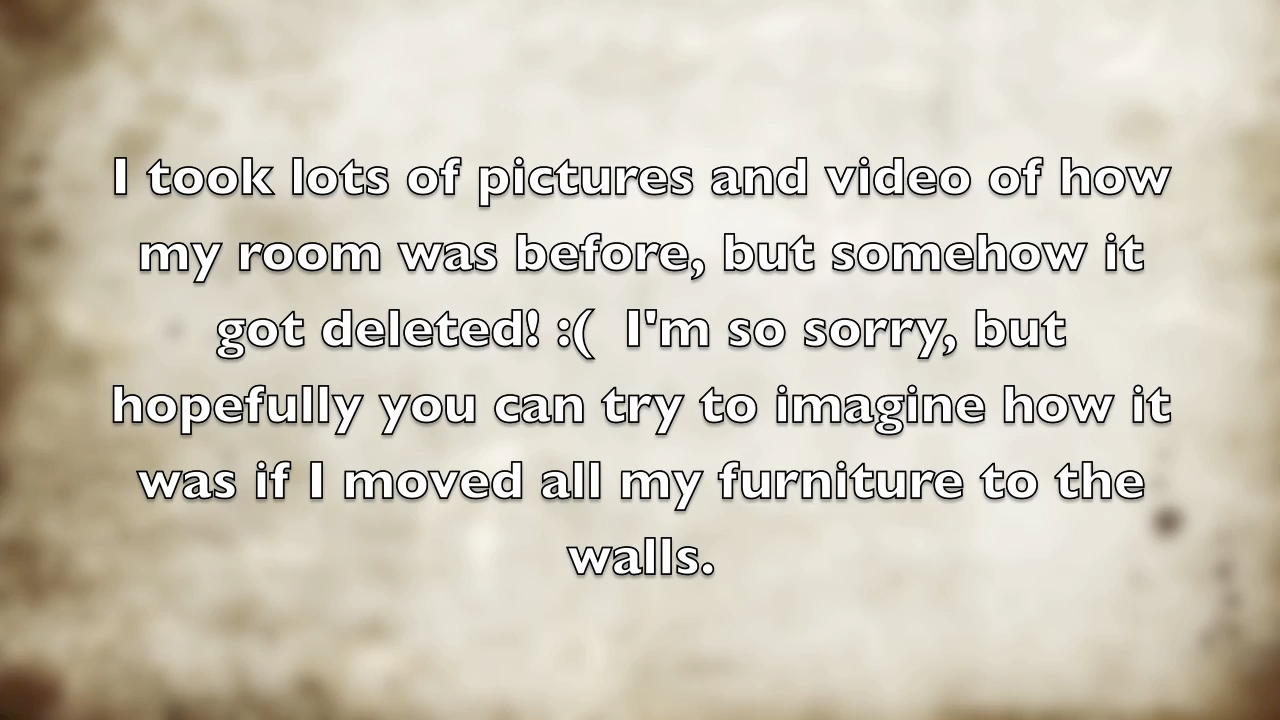 I took lots of pictures and video of how
my room was before, but somehow it
got deleted! :(  I'm so sorry, but
hopefully you can try to imagine how it
was if I moved all my furniture to the
walls.